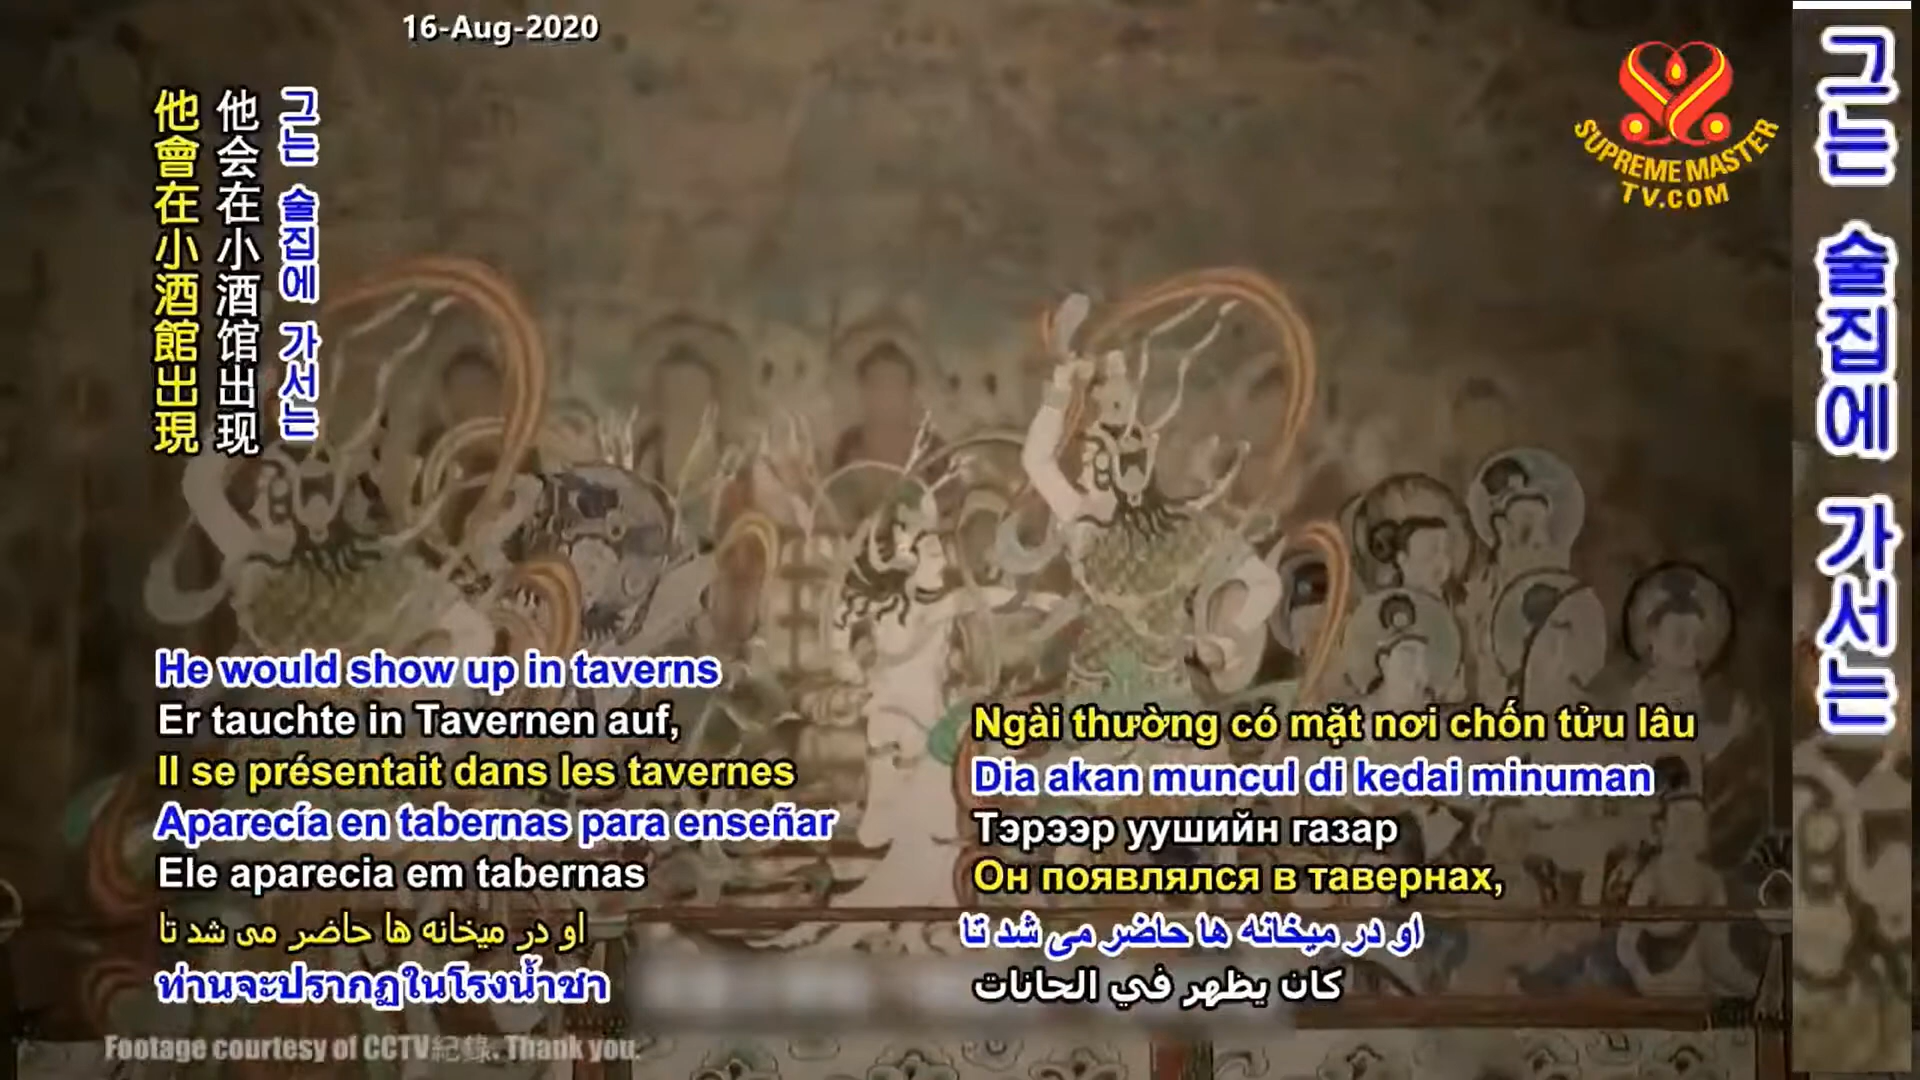 16-Aug-2020
SUPREME MASTER
TV.COM
他會在小酒館出現
他会在小酒馆出现
그는 술집에 가서는
그는 술집에 가서는
He would show up in taverns
Er tauchte in Tavernen auf,
Il se présentait dans les tavernes
Aparecía en tabernas para enseñar
Ele aparecia em tabernas
او در میخانه ها حاضر می شد تا
ท่านจะปรากฏในโรงน้ำชา
Ngài thường có mặt nơi chốn tửu lâu
Dia akan muncul di kedai minuman
Тэрээр уушийн газар
Он появлялся в тавернах,
او در میخانه ها حاضر می شد تا
كان يظهر في الحانات
Footage courtesy of CCTV紀錄. Thank you.